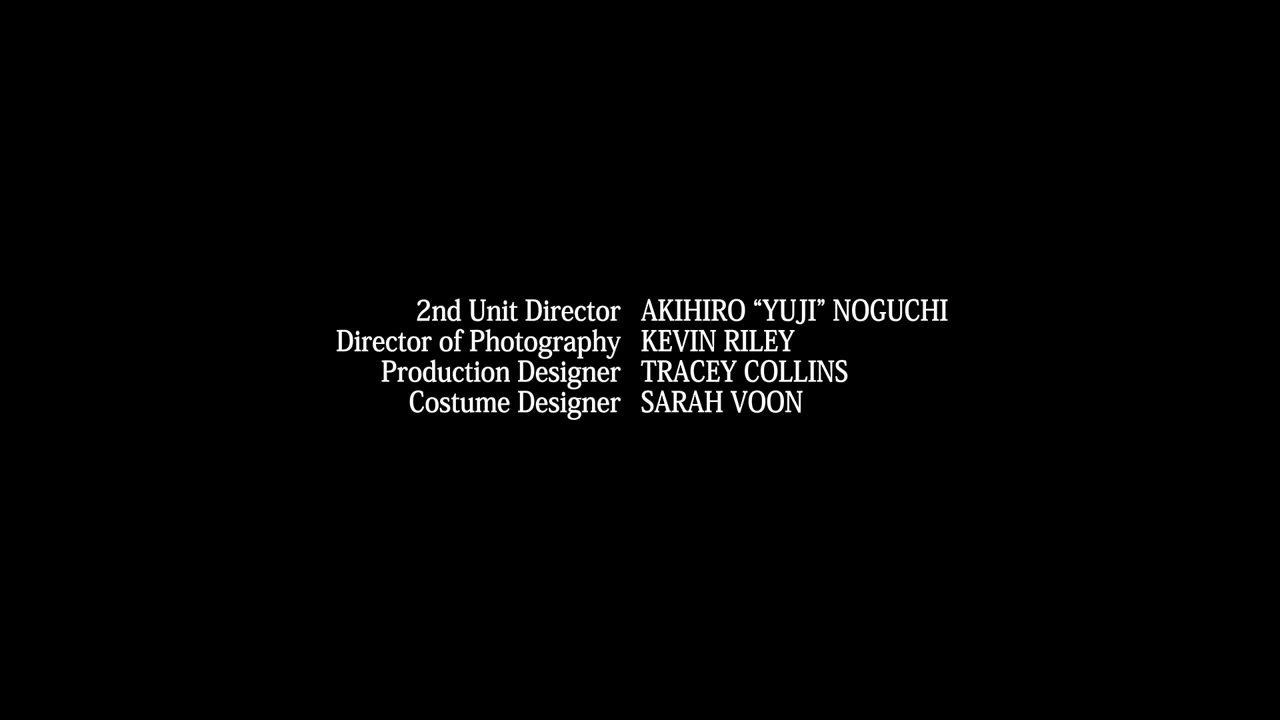 2nd Unit Director AKIHIRO “YUJI” NOGUCHI
Director of Photography KEVIN RILEY
Production Designer TRACEY COLLINS
Costume Designer SARAH VOON